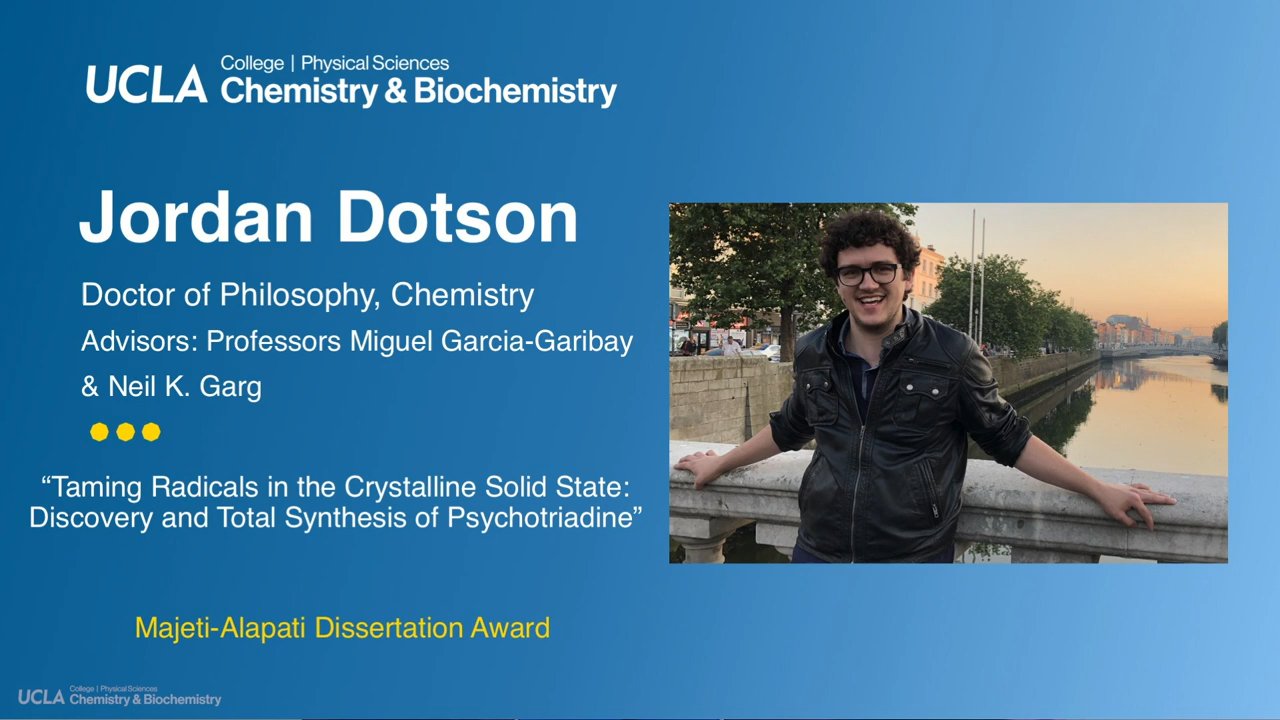 UCLA
College | Physical Sciences
Chemistry & Biochemistry
Jordan Dotson
Doctor of Philosophy, Chemistry
Advisors: Professors Miguel Garcia-Garibay
& Neil K. Garg
“Taming Radicals in the Crystalline Solid State:
Discovery and Total Synthesis of Psychotriadine”
Majeti-Alapati Dissertation Award
UCLA
College | Physical Sciences
Chemistry & Biochemistry